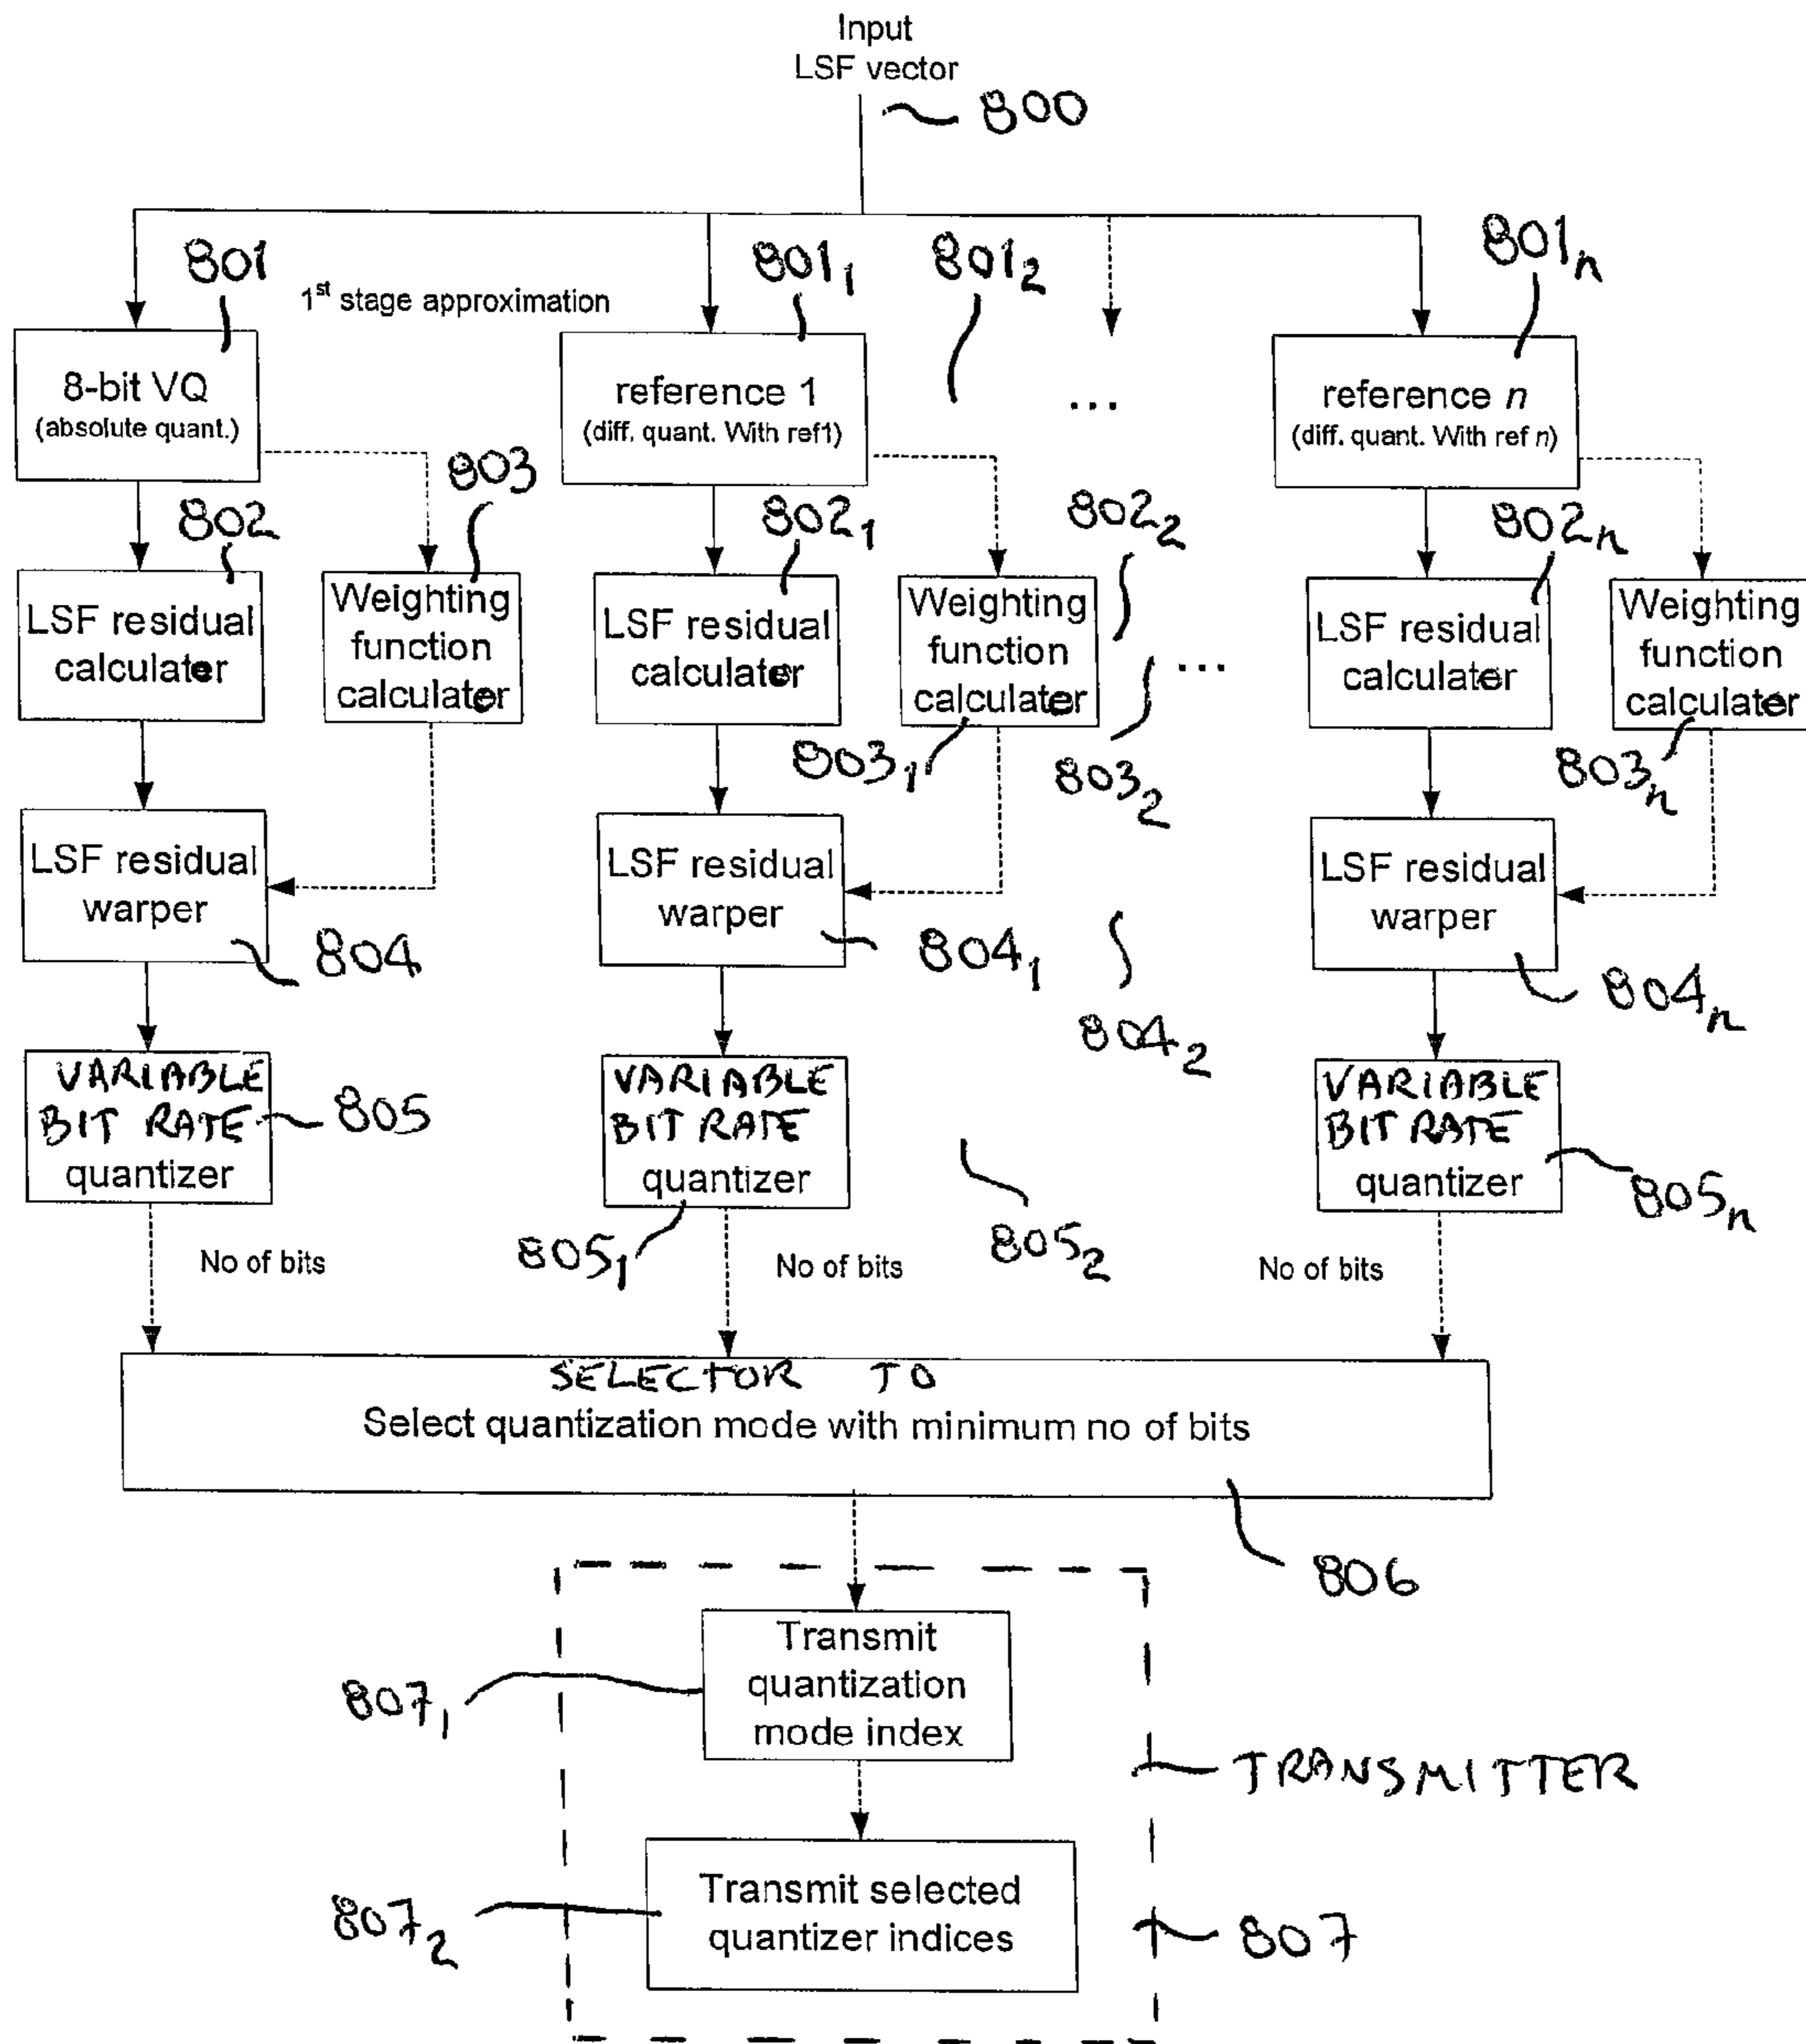 Input
LSF vector
800
801
801₁
801₂
801ₙ
1st stage approximation
8-bit VQ
(absolute quant.)
reference 1
(diff. quant. With ref1)
...
reference n
(diff. quant. With ref n)
803
802
802₁
802₂
802ₙ
LSF residual
calculater
Weighting
function
calculater
LSF residual
calculater
Weighting
function
calculater
...
LSF residual
calculater
Weighting
function
calculater
803₁
803₂
803ₙ
LSF residual
warper
LSF residual
warper
LSF residual
warper
804
804₁
804₂
804ₙ
VARIABLE
BIT RATE
quantizer
805
VARIABLE
BIT RATE
quantizer
VARIABLE
BIT RATE
quantizer
805₁
805₂
805ₙ
No of bits
No of bits
No of bits
SELECTOR TO
Select quantization mode with minimum no of bits
806
Transmit
quantization
mode index
807₁
TRANSMITTER
Transmit selected
quantizer indices
807₂
807